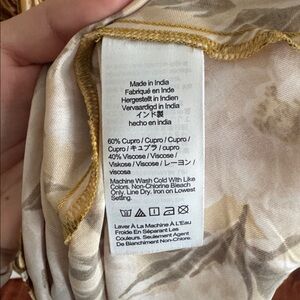 Made in India
Fabriqué en Inde
Hergestellt in Indien
Vervaardigd in India
インド製
hecho en india
60% Cupro / Cupro / Cupro /
Cupro / キュプラ / cupro
40% Viscose / Viscose /
Viskose / Viscose / レーヨン /
viscosa
Machine Wash Cold With Like
Colors. Non-Chlorine Bleach
Only. Line Dry. Iron on Lowest
Setting.
Laver À La Machine À L'Eau
Froide En Séparant Les
Couleurs. Seulement Agent
De Blanchiment Non-Chlore.